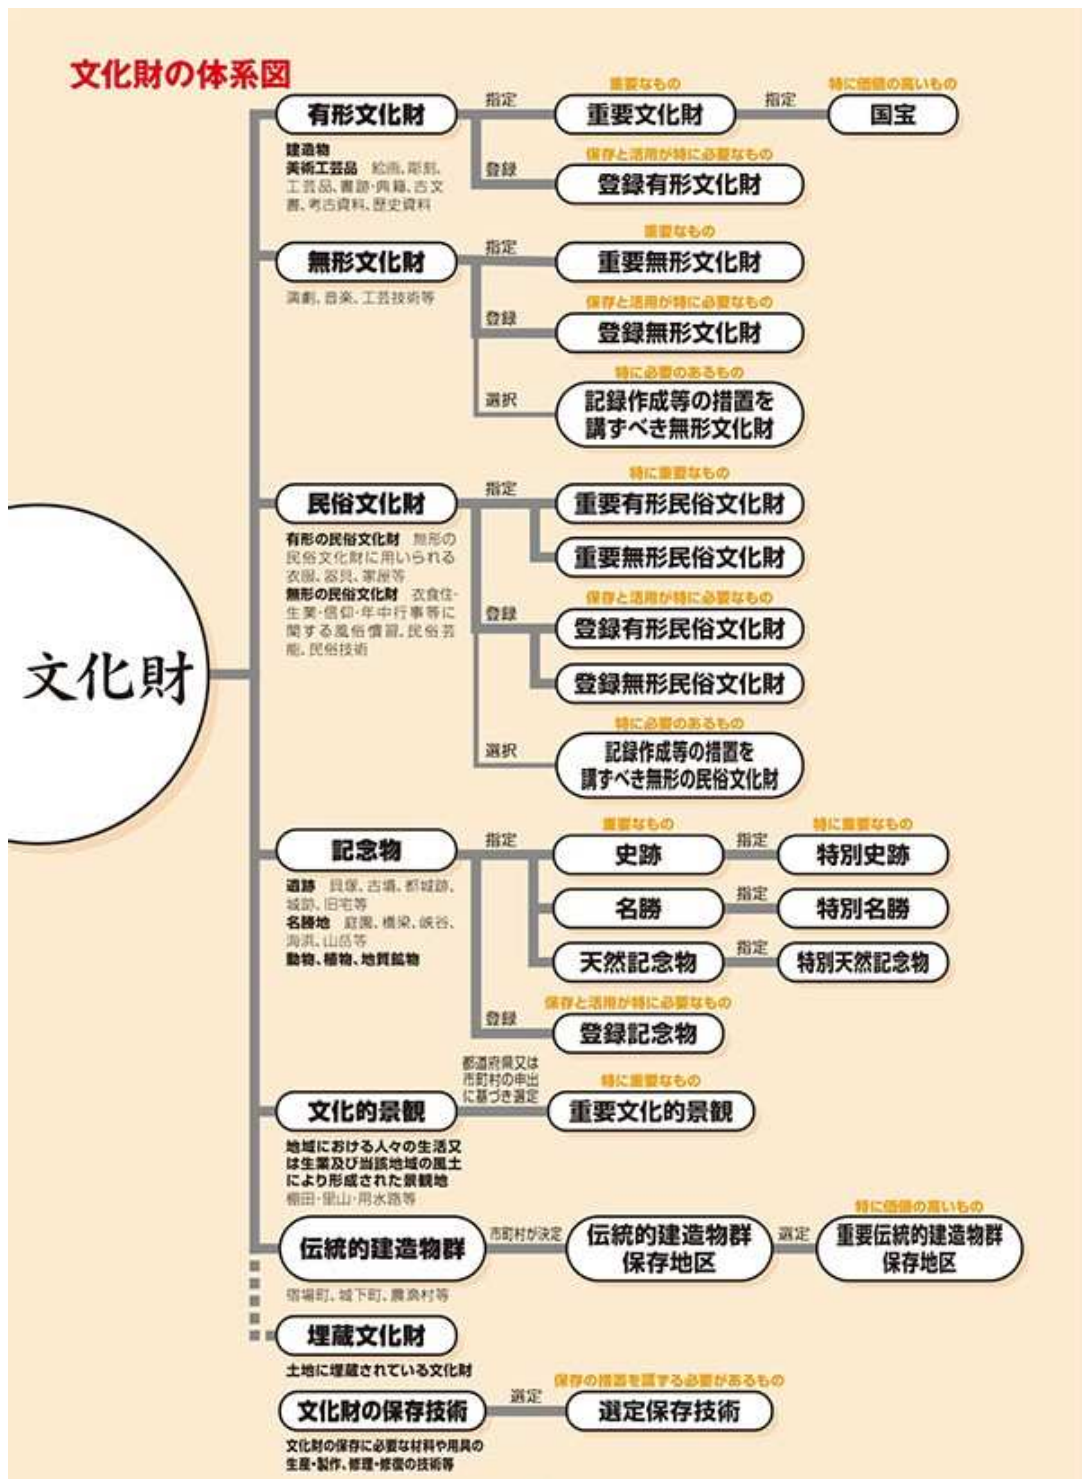 文化財の体系図
文化財
有形文化財
建造物
美術工芸品 絵画、彫刻、
工芸品、書跡・典籍、古文
書、考古資料、歴史資料
指定
重要なもの
重要文化財
指定
特に価値の高いもの
国宝
登録
保存と活用が特に必要なもの
登録有形文化財
無形文化財
演劇、音楽、工芸技術等
指定
重要なもの
重要無形文化財
登録
保存と活用が特に必要なもの
登録無形文化財
選択
特に必要のあるもの
記録作成等の措置を
講ずべき無形文化財
民俗文化財
有形の民俗文化財 無形の
民俗文化財に用いられる
衣服、器具、家屋等
無形の民俗文化財 衣食住・
生業・信仰・年中行事等に
関する風俗慣習、民俗芸
能、民俗技術
指定
特に重要なもの
重要有形民俗文化財
重要無形民俗文化財
登録
保存と活用が特に必要なもの
登録有形民俗文化財
登録無形民俗文化財
選択
特に必要のあるもの
記録作成等の措置を
講ずべき無形の民俗文化財
記念物
遺跡 貝塚、古墳、都城跡、
城跡、旧宅等
名勝地 庭園、橋梁、峡谷、
海浜、山岳等
動物、植物、地質鉱物
指定
重要なもの
史跡
指定
特に重要なもの
特別史跡
名勝
指定
特別名勝
天然記念物
指定
特別天然記念物
登録
保存と活用が特に必要なもの
登録記念物
文化的景観
地域における人々の生活又
は生業及び当該地域の風土
により形成された景観地
棚田・里山・用水路等
都道府県又は
市町村の申出
に基づき選定
特に重要なもの
重要文化的景観
伝統的建造物群
宿場町、城下町、農漁村等
市町村が決定
伝統的建造物群
保存地区
選定
特に価値の高いもの
重要伝統的建造物群
保存地区
埋蔵文化財
土地に埋蔵されている文化財
文化財の保存技術
文化財の保存に必要な材料や用具の
生産・製作、修理・修復の技術等
選定
保存の措置を講ずる必要があるもの
選定保存技術